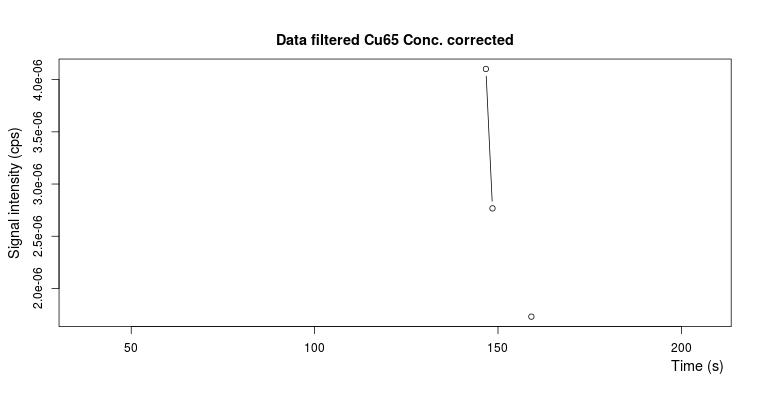 Data filtered Cu65 Conc. corrected
Signal intensity (cps)
4.0e-06
3.5e-06
3.0e-06
2.5e-06
2.0e-06
50 100 150 200
Time (s)